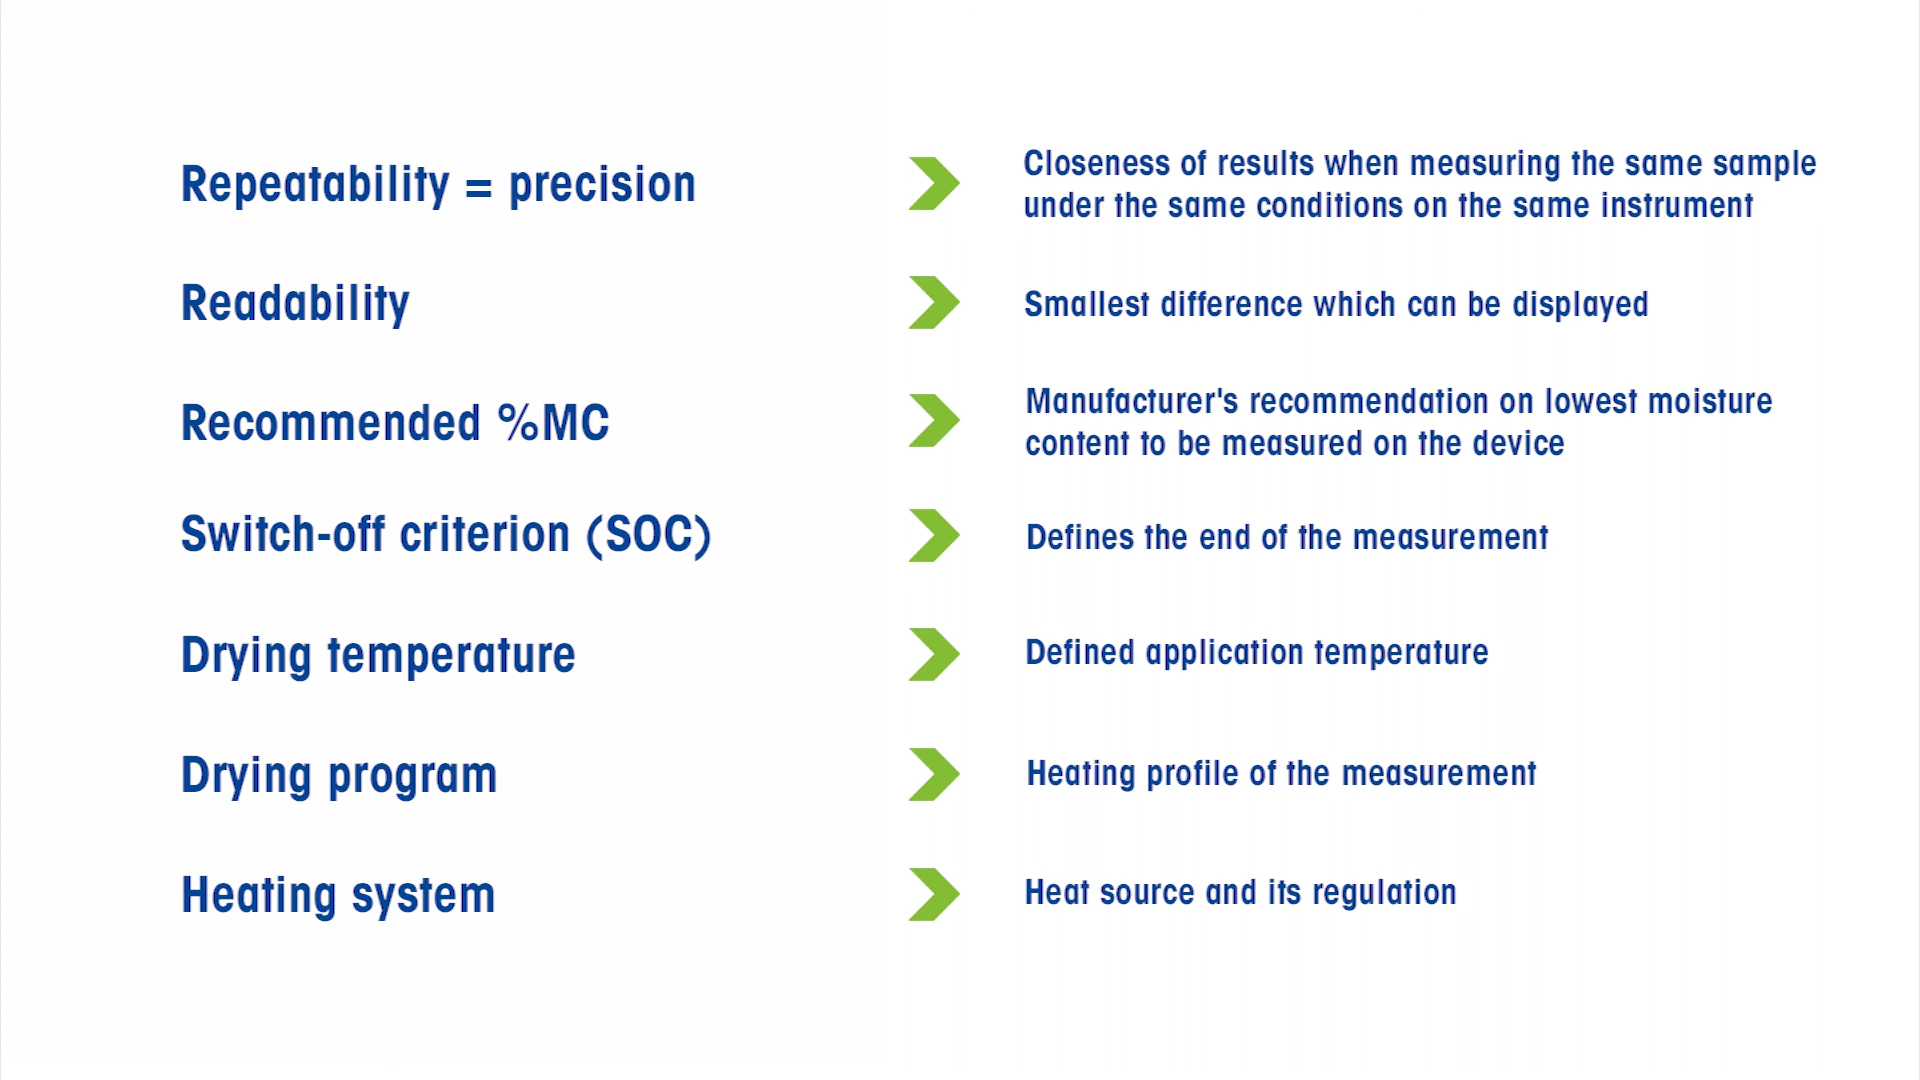 Repeatability = precision
Closeness of results when measuring the same sample
under the same conditions on the same instrument
Readability
Smallest difference which can be displayed
Recommended %MC
Manufacturer's recommendation on lowest moisture
content to be measured on the device
Switch-off criterion (SOC)
Defines the end of the measurement
Drying temperature
Defined application temperature
Drying program
Heating profile of the measurement
Heating system
Heat source and its regulation